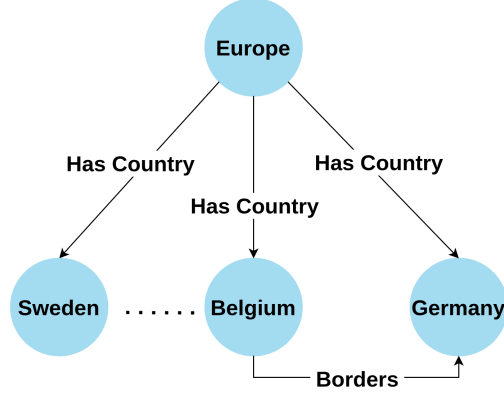 Europe
Has Country
Has Country
Has Country
Sweden
. . . . . .
Belgium
Germany
Borders